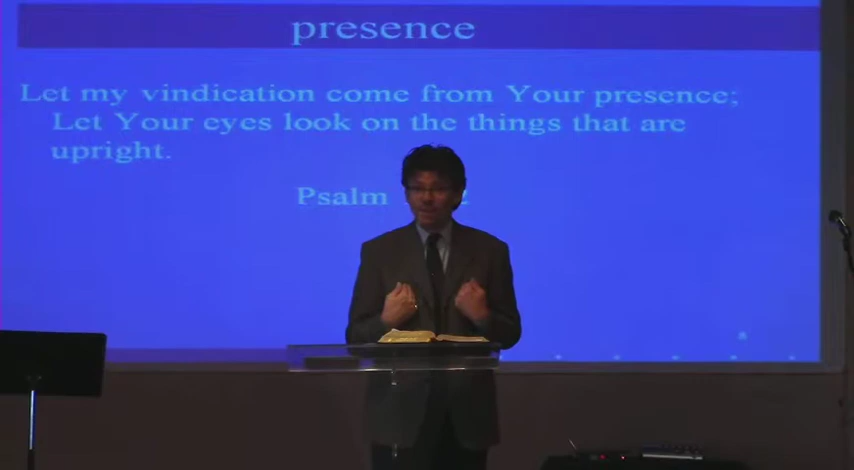 presence
Let my vindication come from Your presence;
Let Your eyes look on the things that are
upright.
Psalm